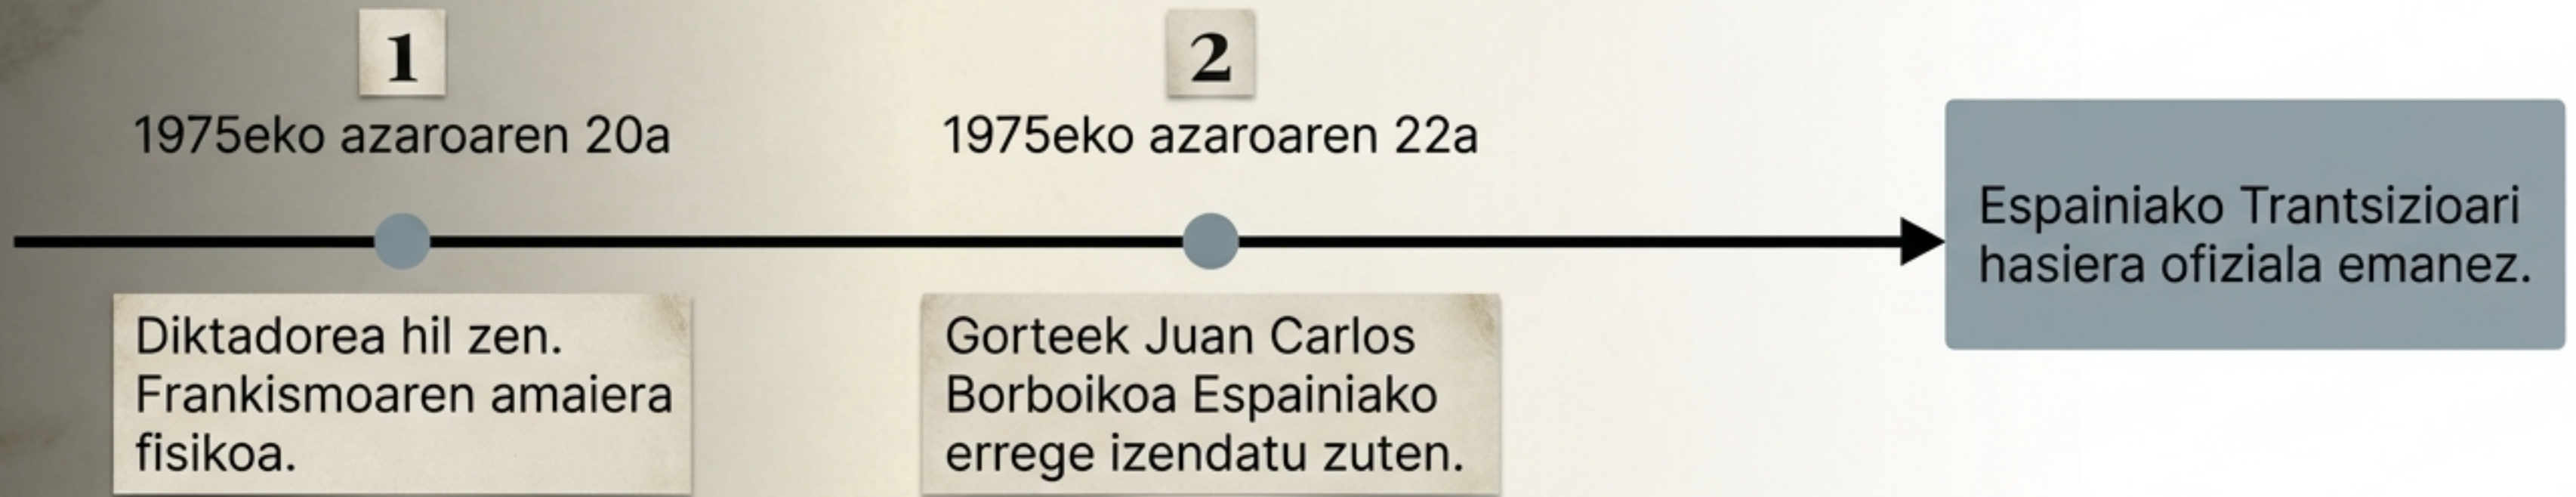 1
1975eko azaroaren 20a
Diktadorea hil zen.
Frankismoaren amaiera
fisikoa.
2
1975eko azaroaren 22a
Gorteek Juan Carlos
Borboikoa Espainiako
errege izendatu zuten.
Espainiako Trantsizioari
hasiera ofiziala emanez.